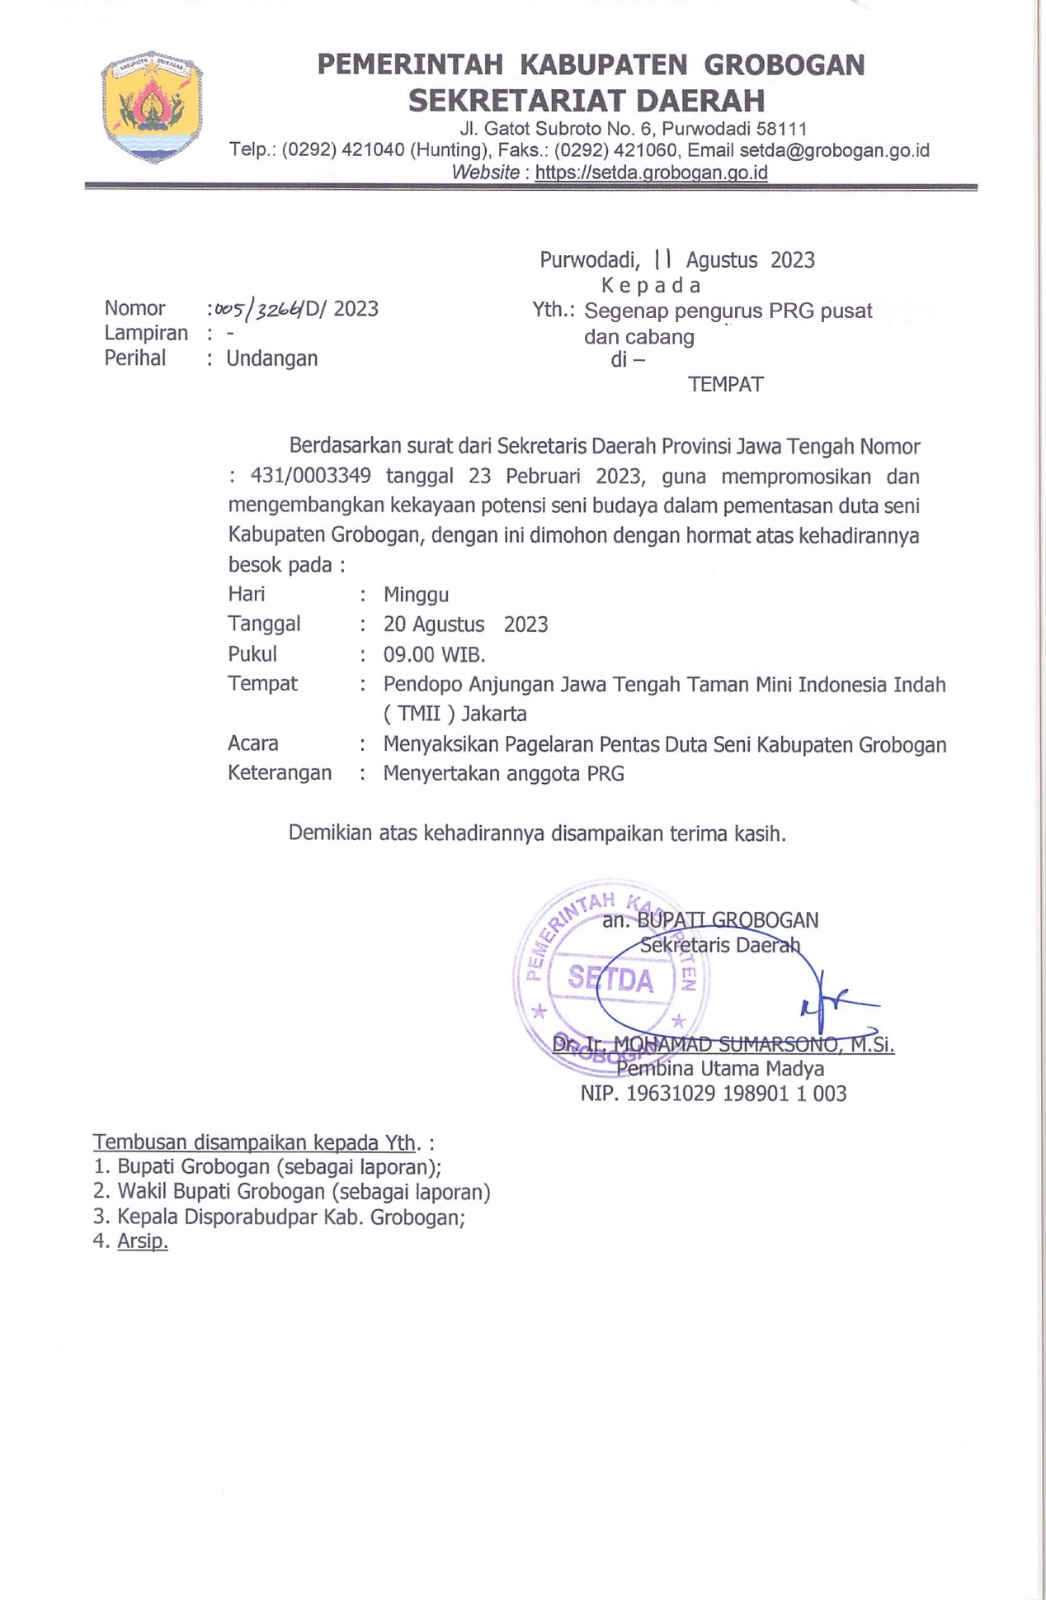 PEMERINTAH KABUPATEN GROBOGAN
SEKRETARIAT DAERAH
Jl. Gatot Subroto No. 6, Purwodadi 58111
Telp.: (0292) 421040 (Hunting), Faks.: (0292) 421060, Email setda@grobogan.go.id
Website : https://setda.grobogan.go.id
Purwodadi, 11 Agustus 2023
Kepada
Nomor :005/3266/D/ 2023
Yth.: Segenap pengurus PRG pusat
Lampiran : -
dan cabang
Perihal : Undangan
di –
TEMPAT
Berdasarkan surat dari Sekretaris Daerah Provinsi Jawa Tengah Nomor
: 431/0003349 tanggal 23 Pebruari 2023, guna mempromosikan dan
mengembangkan kekayaan potensi seni budaya dalam pementasan duta seni
Kabupaten Grobogan, dengan ini dimohon dengan hormat atas kehadirannya
besok pada :
Hari : Minggu
Tanggal : 20 Agustus 2023
Pukul : 09.00 WIB.
Tempat : Pendopo Anjungan Jawa Tengah Taman Mini Indonesia Indah
( TMII ) Jakarta
Acara : Menyaksikan Pagelaran Pentas Duta Seni Kabupaten Grobogan
Keterangan : Menyertakan anggota PRG
Demikian atas kehadirannya disampaikan terima kasih.
an. BUPATI GROBOGAN
Sekretaris Daerah
PEMERINTAH KABUPATEN
SETDA
GROBOGAN
Dr. Ir. MOHAMAD SUMARSONO, M.Si.
Pembina Utama Madya
NIP. 19631029 198901 1 003
Tembusan disampaikan kepada Yth. :
1. Bupati Grobogan (sebagai laporan);
2. Wakil Bupati Grobogan (sebagai laporan)
3. Kepala Disporabudpar Kab. Grobogan;
4. Arsip.